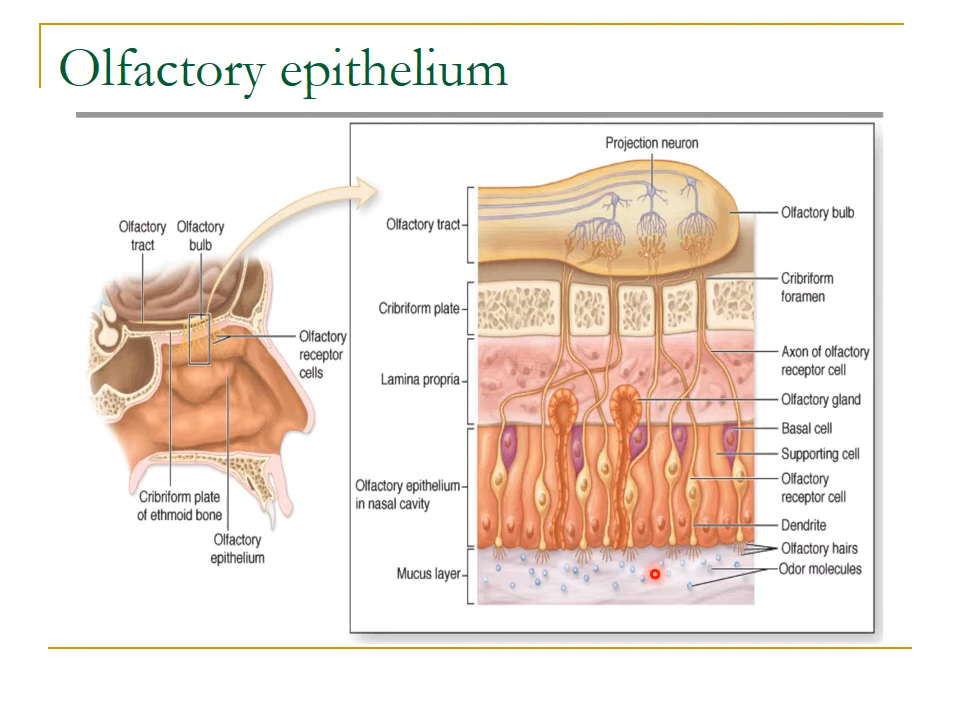 Olfactory epithelium
Olfactory
tract
Olfactory
bulb
Olfactory
receptor
cells
Cribriform plate
of ethmoid bone
Olfactory
epithelium
Projection neuron
Olfactory tract
Cribriform plate
Lamina propria
Olfactory epithelium
in nasal cavity
Mucus layer
Olfactory bulb
Cribriform
foramen
Axon of olfactory
receptor cell
Olfactory gland
Basal cell
Supporting cell
Olfactory
receptor cell
Dendrite
Olfactory hairs
Odor molecules